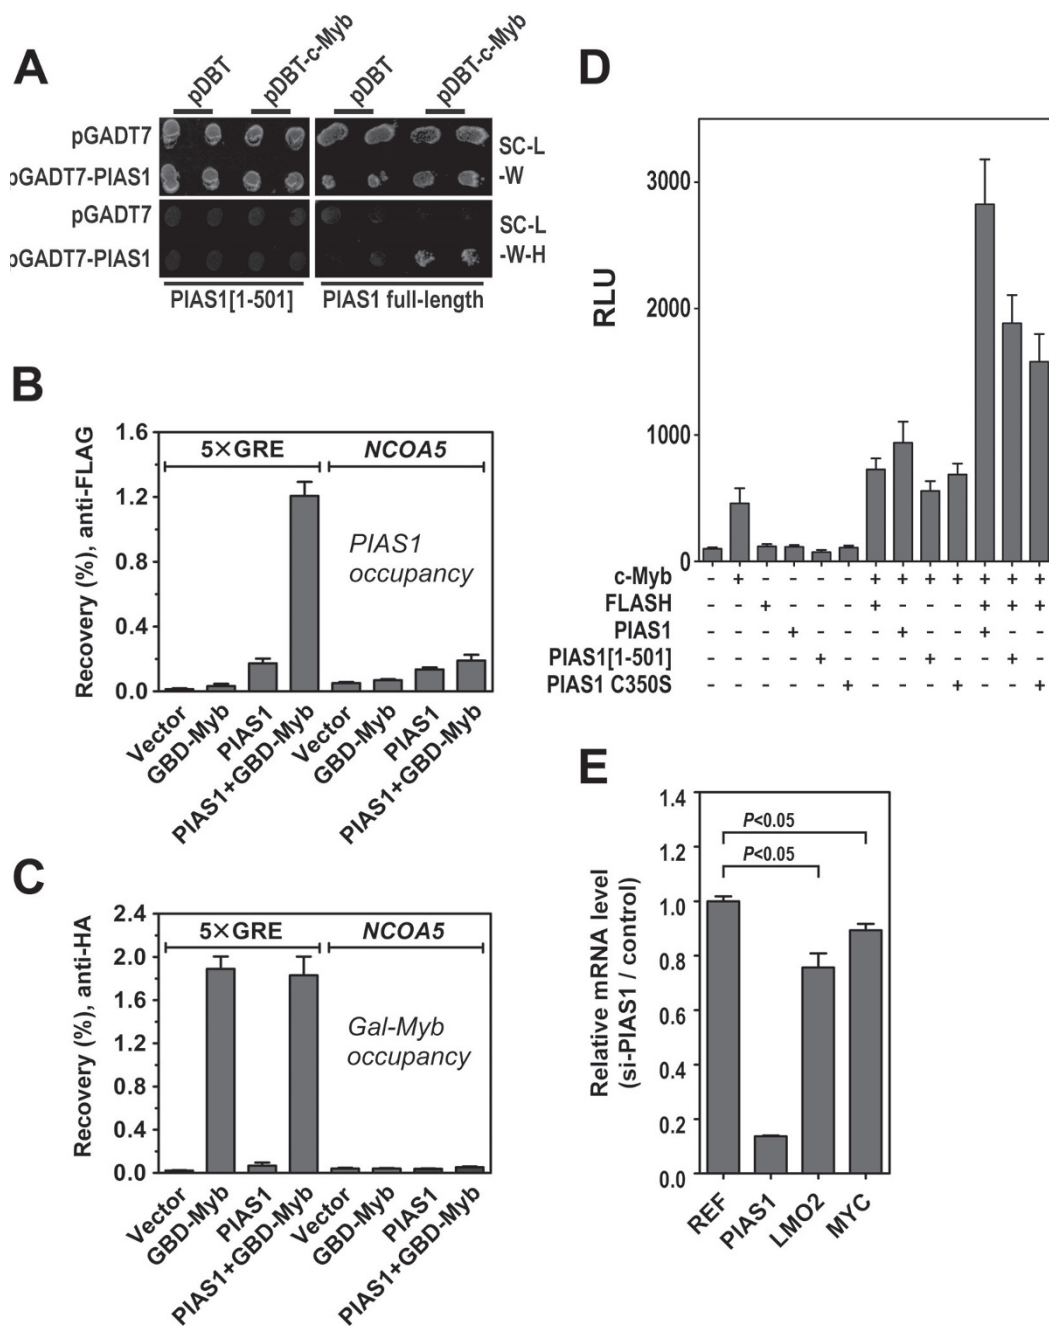 A
pDBT
pDBT-c-Myb
pDBT
pDBT-c-Myb
pGADT7
SC-L
pGADT7-PIAS1
-W
pGADT7
SC-L
pGADT7-PIAS1
-W-H
PIAS1[1-501]
PIAS1 full-length
B
Recovery (%), anti-FLAG
1.6
1.2
0.8
0.4
0.0
5×GRE
NCOA5
PIAS1
occupancy
Vector
GBD-Myb
PIAS1
PIAS1+GBD-Myb
Vector
GBD-Myb
PIAS1
PIAS1+GBD-Myb
C
Recovery (%), anti-HA
2.4
2.0
1.6
1.2
0.8
0.4
0.0
5×GRE
NCOA5
Gal-Myb
occupancy
Vector
GBD-Myb
PIAS1
PIAS1+GBD-Myb
Vector
GBD-Myb
PIAS1
PIAS1+GBD-Myb
D
RLU
3000
2000
1000
0
c-Myb - + - - - - + + + + + + +
FLASH - - + - - - + - - - + + +
PIAS1 - - - + - - - + - - + - -
PIAS1[1-501] - - - - + - - - + - - + -
PIAS1 C350S - - - - - + - - - + - - +
E
Relative mRNA level
(si-PIAS1 / control)
1.4
1.2
1.0
0.8
0.6
0.4
0.2
0.0
P<0.05
P<0.05
REF
PIAS1
LMO2
MYC